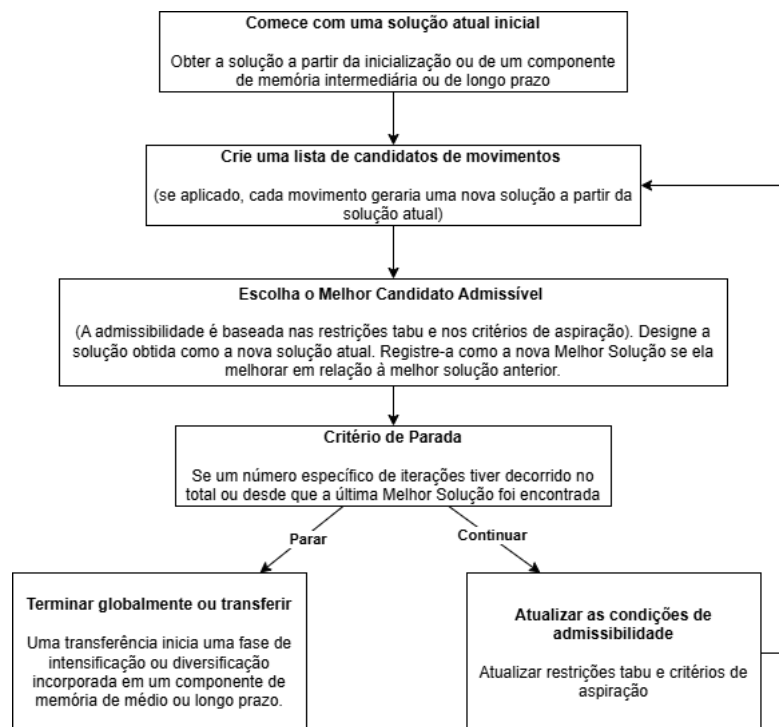 Comece com uma solução atual inicial
Obter a solução a partir da inicialização ou de um componente
de memória intermediária ou de longo prazo
Crie uma lista de candidatos de movimentos
(se aplicado, cada movimento geraria uma nova solução a partir da
solução atual)
Escolha o Melhor Candidato Admissível
(A admissibilidade é baseada nas restrições tabu e nos critérios de aspiração). Designe a
solução obtida como a nova solução atual. Registre-a como a nova Melhor Solução se ela
melhorar em relação à melhor solução anterior.
Critério de Parada
Se um número específico de iterações tiver decorrido no
total ou desde que a última Melhor Solução foi encontrada
Parar
Continuar
Terminar globalmente ou transferir
Uma transferência inicia uma fase de
intensificação ou diversificação
incorporada em um componente de
memória de médio ou longo prazo.
Atualizar as condições de
admissibilidade
Atualizar restrições tabu e critérios de
aspiração